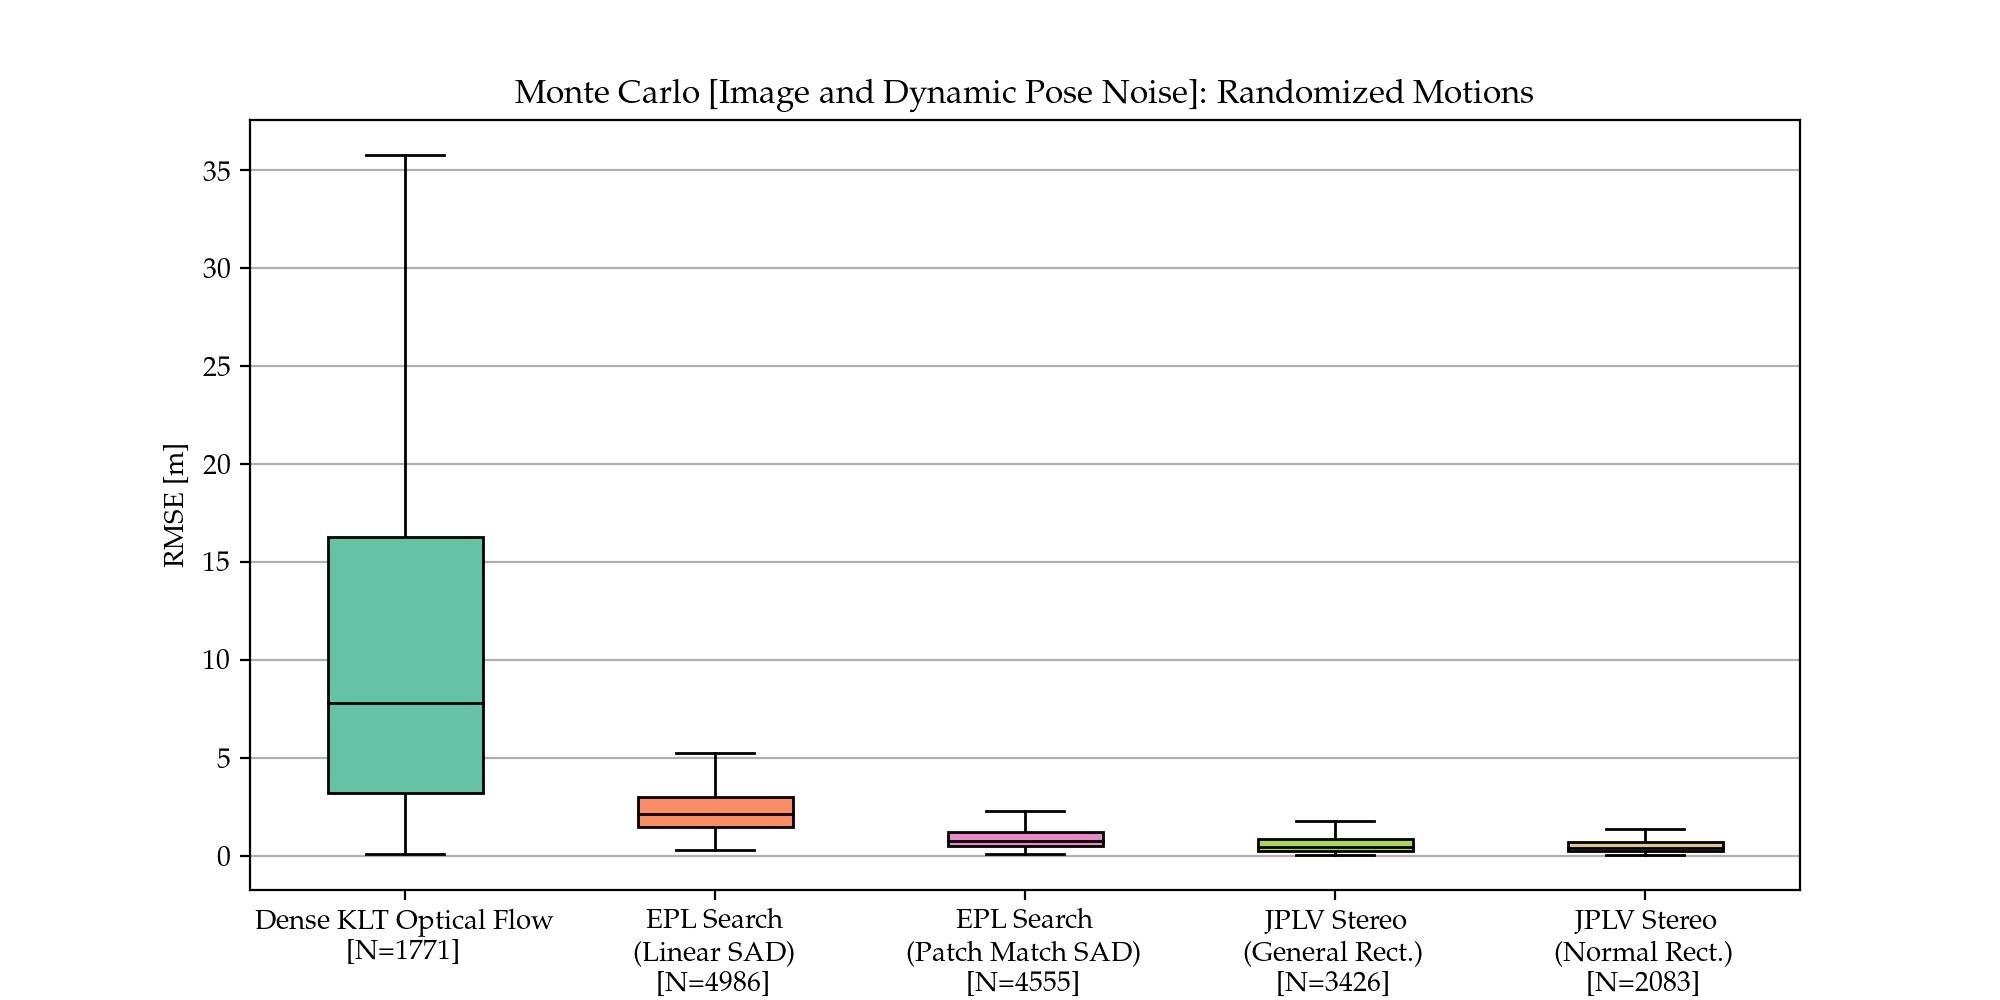 Monte Carlo [Image and Dynamic Pose Noise]: Randomized Motions
RMSE [m]
35
30
25
20
15
10
5
0
Dense KLT Optical Flow
[N=1771]
EPL Search
(Linear SAD)
[N=4986]
EPL Search
(Patch Match SAD)
[N=4555]
JPLV Stereo
(General Rect.)
[N=3426]
JPLV Stereo
(Normal Rect.)
[N=2083]